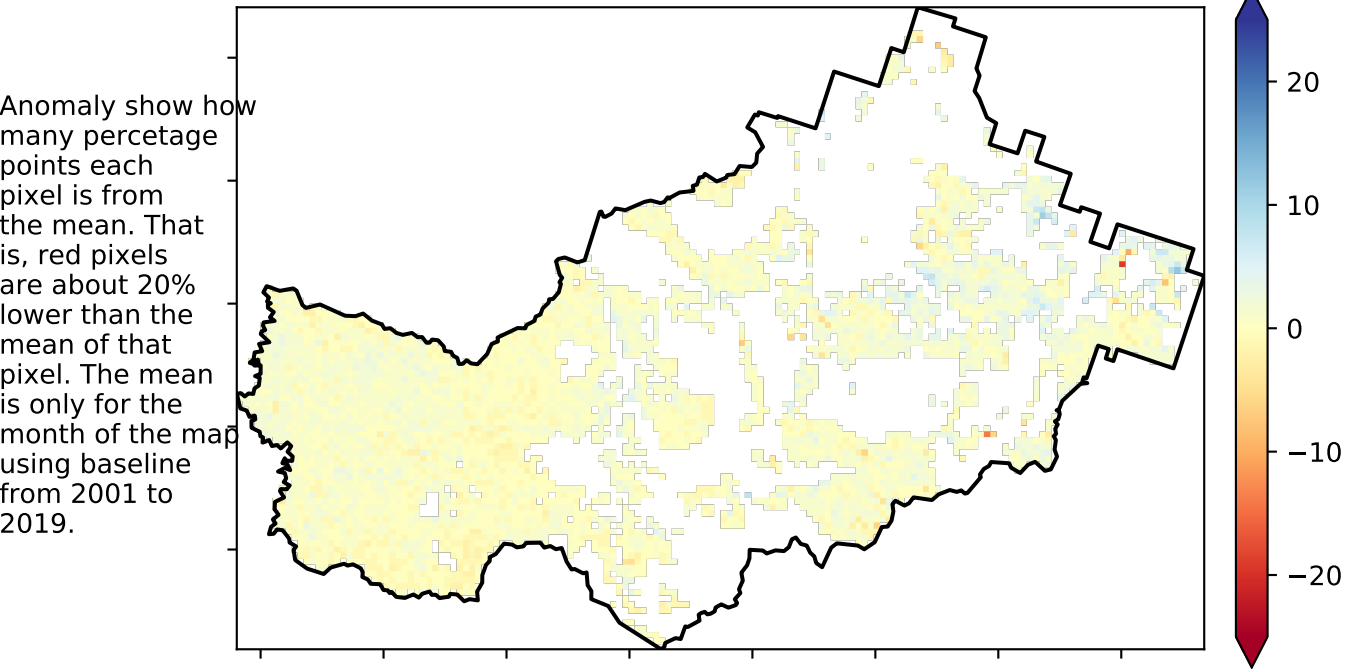 Anomaly show how
many percetage
points each
pixel is from
the mean. That
is, red pixels
are about 20%
lower than the
mean of that
pixel. The mean
is only for the
month of the map
using baseline
from 2001 to
2019.
20
10
0
−10
−20